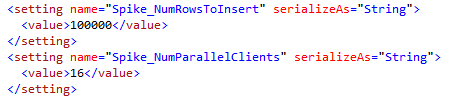 <setting name="Spike_NumRowsToInsert" serializeAs="String">
  <value>100000</value>
</setting>
<setting name="Spike_NumParallelClients" serializeAs="String">
  <value>16</value>
</setting>